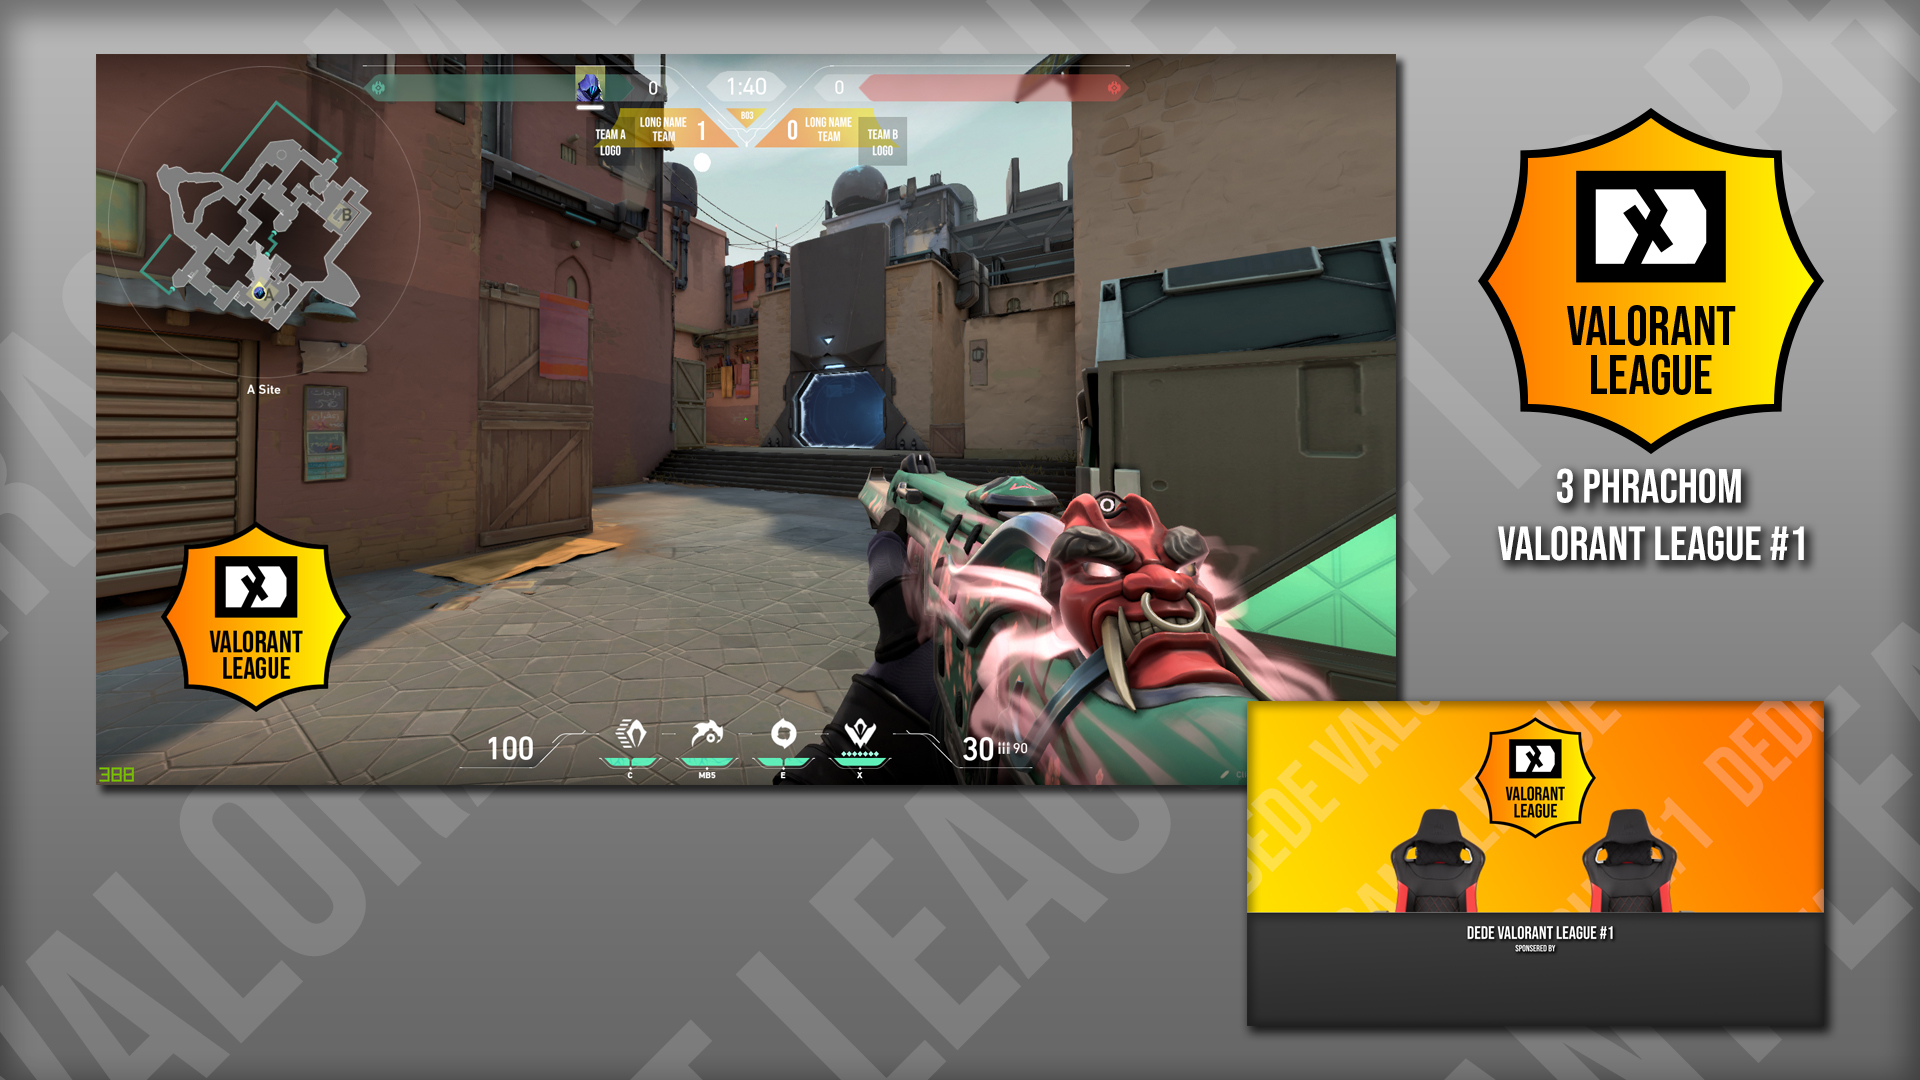 0
1:40
0
BO3
LONG NAME
TEAM
1
0
LONG NAME
TEAM
TEAM A
LOGO
TEAM B
LOGO
B
A
A Site
VALORANT
LEAGUE
100
30
90
C
MB5
E
X
388
VALORANT
LEAGUE
3 PHRACHOM
VALORANT LEAGUE #1
VALORANT
LEAGUE
DEDE VALORANT LEAGUE #1
SPONSERED BY